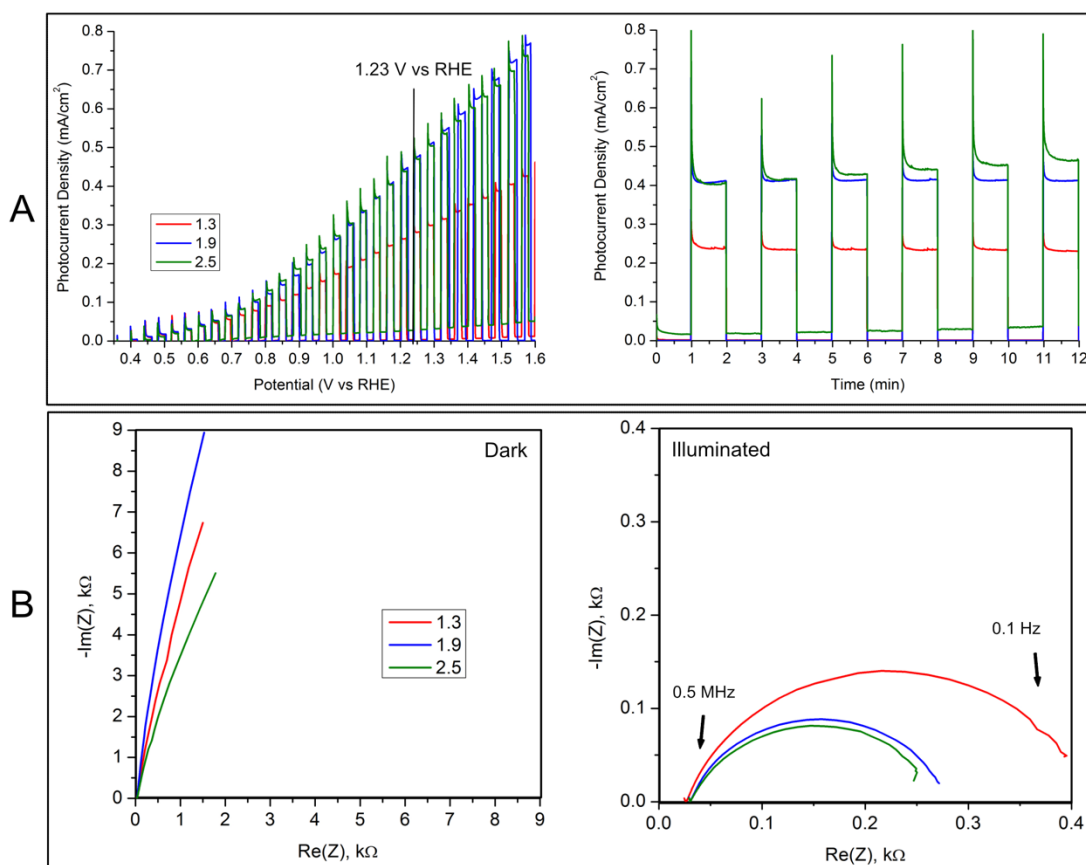 A
Photocurrent Density (mA/cm²)
0.8
0.7
0.6
0.5
0.4
0.3
0.2
0.1
0.0
1.23 V vs RHE
1.3
1.9
2.5
0.4 0.5 0.6 0.7 0.8 0.9 1.0 1.1 1.2 1.3 1.4 1.5 1.6
Potential (V vs RHE)
Photocurrent Density (mA/cm²)
0.8
0.7
0.6
0.5
0.4
0.3
0.2
0.1
0.0
0 1 2 3 4 5 6 7 8 9 10 11 12
Time (min)
B
-Im(Z), kΩ
9
8
7
6
5
4
3
2
1
0
Dark
1.3
1.9
2.5
0 1 2 3 4 5 6 7 8 9
Re(Z), kΩ
-Im(Z), kΩ
0.4
0.3
0.2
0.1
0.0
Illuminated
0.1 Hz
0.5 MHz
0.0 0.1 0.2 0.3 0.4
Re(Z), kΩ